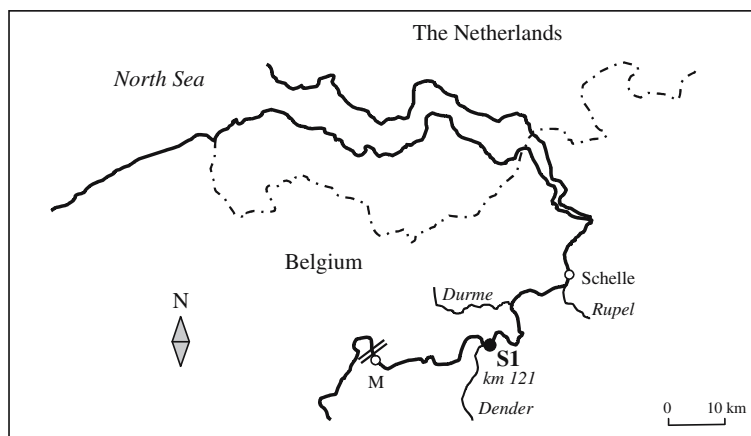 The Netherlands
North Sea
Belgium
Schelle
Durme
Rupel
N
S1
km 121
M
Dender
0 10 km